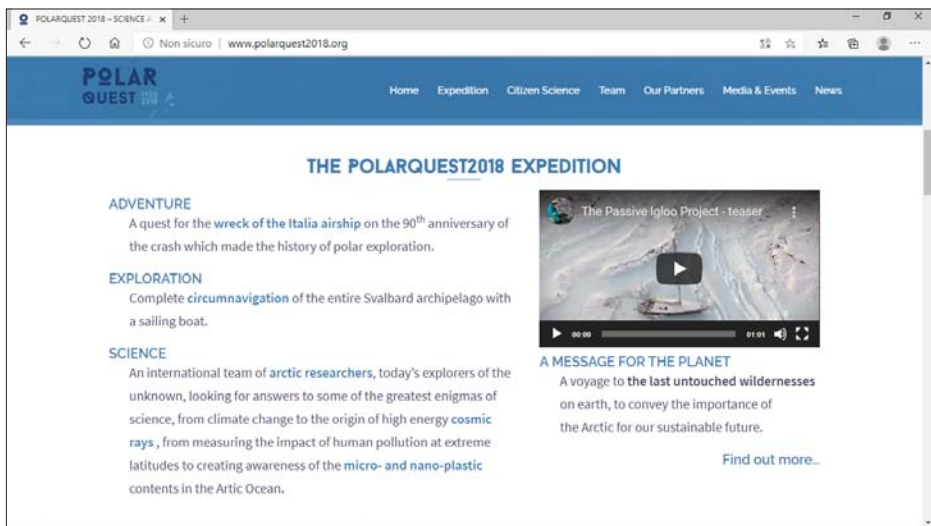 POLARQUEST 2018 – SCIENCE A
Non sicuro | www.polarquest2018.org
POLAR
QUEST
Home Expedition Citizen Science Team Our Partners Media & Events News
THE POLARQUEST2018 EXPEDITION
ADVENTURE
A quest for the wreck of the Italia airship on the 90th anniversary of
the crash which made the history of polar exploration.
EXPLORATION
Complete circumnavigation of the entire Svalbard archipelago with
a sailing boat.
SCIENCE
An international team of arctic researchers, today's explorers of the
unknown, looking for answers to some of the greatest enigmas of
science, from climate change to the origin of high energy cosmic
rays , from measuring the impact of human pollution at extreme
latitudes to creating awareness of the micro- and nano-plastic
contents in the Artic Ocean.
The Passive Igloo Project - teaser
00:00 01:01
A MESSAGE FOR THE PLANET
A voyage to the last untouched wildernesses
on earth, to convey the importance of
the Arctic for our sustainable future.
Find out more...